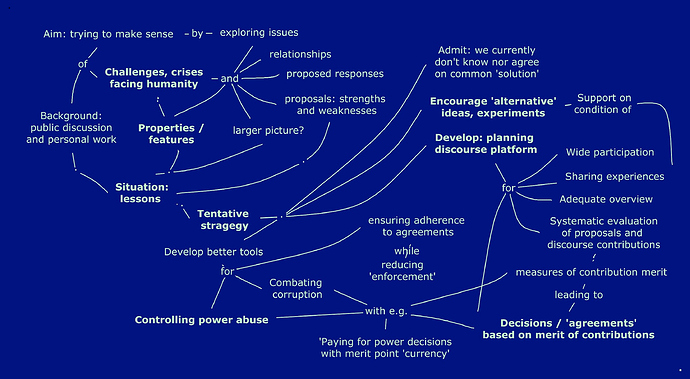 Aim: trying to make sense
- by -
exploring issues
of
relationships
Challenges, crises
facing humanity
and
proposed responses
proposals: strengths
and weaknesses
larger picture?
Background:
public discussion
and personal work
Properties /
features
Situation:
lessons
Tentative
stragegy
Admit: we currently
don't know nor agree
on common 'solution'
Encourage 'alternative'
ideas, experiments
Support on
condition of
Develop: planning
discourse platform
for
Wide participation
Sharing experiences
Adequate overview
Systematic evaluation
of proposals and
discourse contributions
measures of contribution merit
leading to
Decisions / 'agreements'
based on merit of contributions
Develop better tools
for
ensuring adherence
to agreements
while
reducing
'enforcement'
Combating
corruption
Controlling power abuse
with e.g.
'Paying for power decisions
with merit point 'currency'